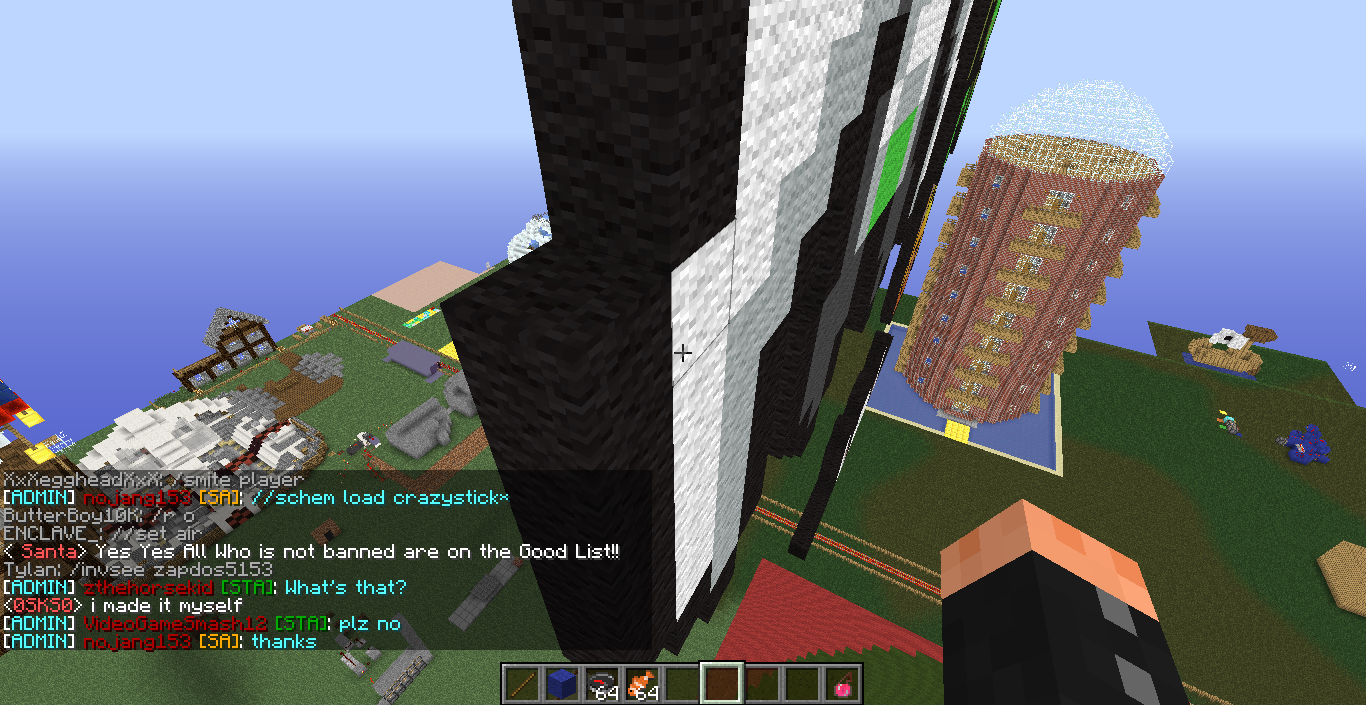 XxXeggheadXxX: /smite player
[ADMIN] nojang153 [SA]: //schem load crazystick*
ButterBoy10K: /r o
ENCLAVE_: //set air
< Santa> Yes Yes All Who is not banned are on the Good List!!
Tylan: /invsee zapdos5153
[ADMIN] zthehorsekid [STA]: What's that?
<0SKS0> i made it myself
[ADMIN] VideoGameSmash12 [STA]: plz no
[ADMIN] nojang153 [SA]: thanks
64 64